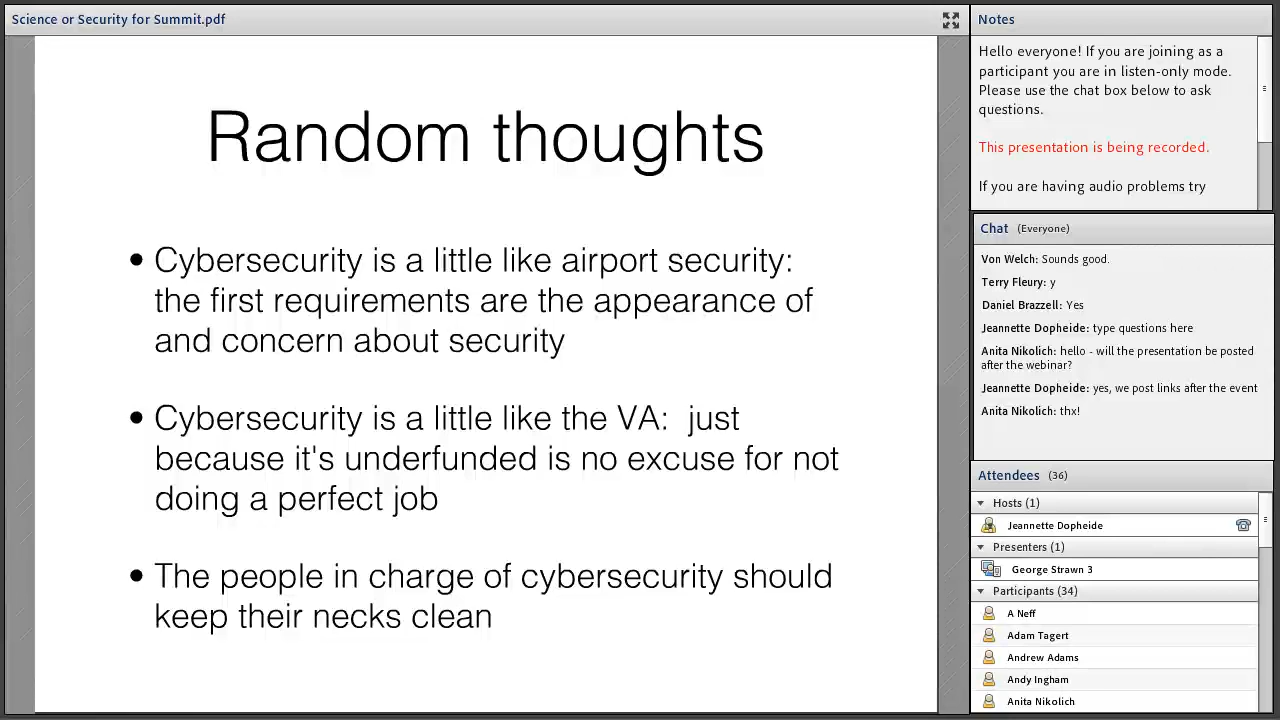 Science or Security for Summit.pdf
Random thoughts
• Cybersecurity is a little like airport security:
the first requirements are the appearance of
and concern about security
• Cybersecurity is a little like the VA:  just
because it's underfunded is no excuse for not
doing a perfect job
• The people in charge of cybersecurity should
keep their necks clean
Notes
Hello everyone! If you are joining as a
participant you are in listen-only mode.
Please use the chat box below to ask
questions.
This presentation is being recorded.
If you are having audio problems try
Chat (Everyone)
Von Welch: Sounds good.
Terry Fleury: y
Daniel Brazzell: Yes
Jeannette Dopheide: type questions here
Anita Nikolich: hello - will the presentation be posted
after the webinar?
Jeannette Dopheide: yes, we post links after the event
Anita Nikolich: thx!
Attendees (36)
Hosts (1)
Jeannette Dopheide
Presenters (1)
George Strawn 3
Participants (34)
A Neff
Adam Tagert
Andrew Adams
Andy Ingham
Anita Nikolich